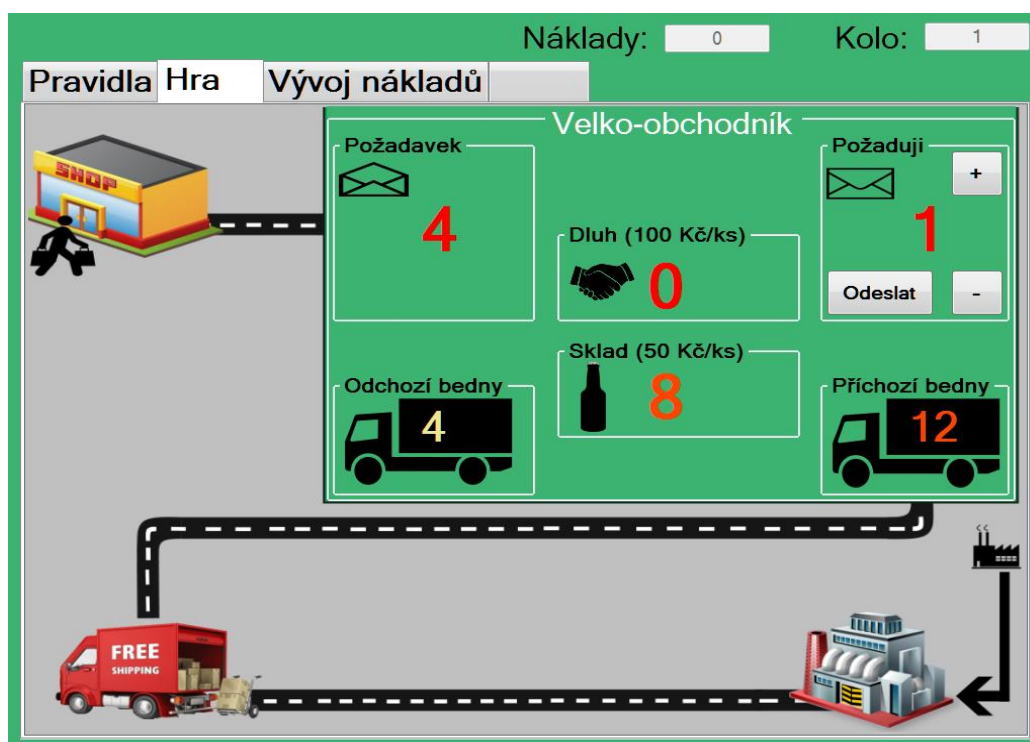 Náklady: 0 Kolo: 1
Pravidla Hra Vývoj nákladů
Velko-obchodník
Požadavek
4
Dluh (100 Kč/ks)
0
Požaduji
+
1
Odeslat -
Sklad (50 Kč/ks)
8
Odchozí bedny
4
Příchozí bedny
12
SHOP
FREE
SHIPPING